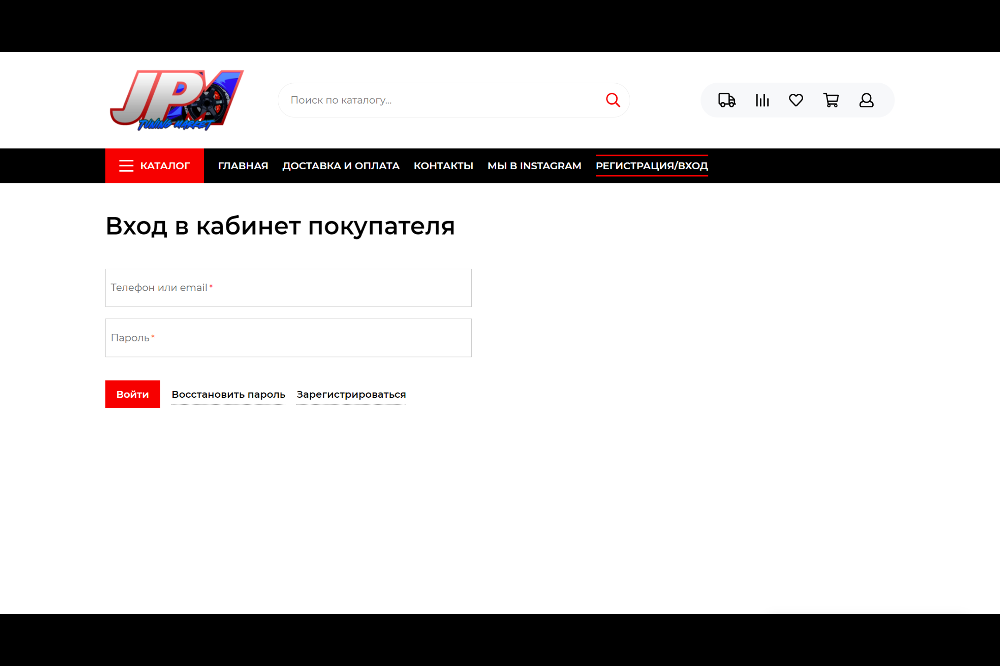 JPM
TUNING MARKET
Поиск по каталогу...
КАТАЛОГ
ГЛАВНАЯ
ДОСТАВКА И ОПЛАТА
КОНТАКТЫ
МЫ В INSTAGRAM
РЕГИСТРАЦИЯ/ВХОД
Вход в кабинет покупателя
Телефон или email *
Пароль *
Войти
Восстановить пароль
Зарегистрироваться